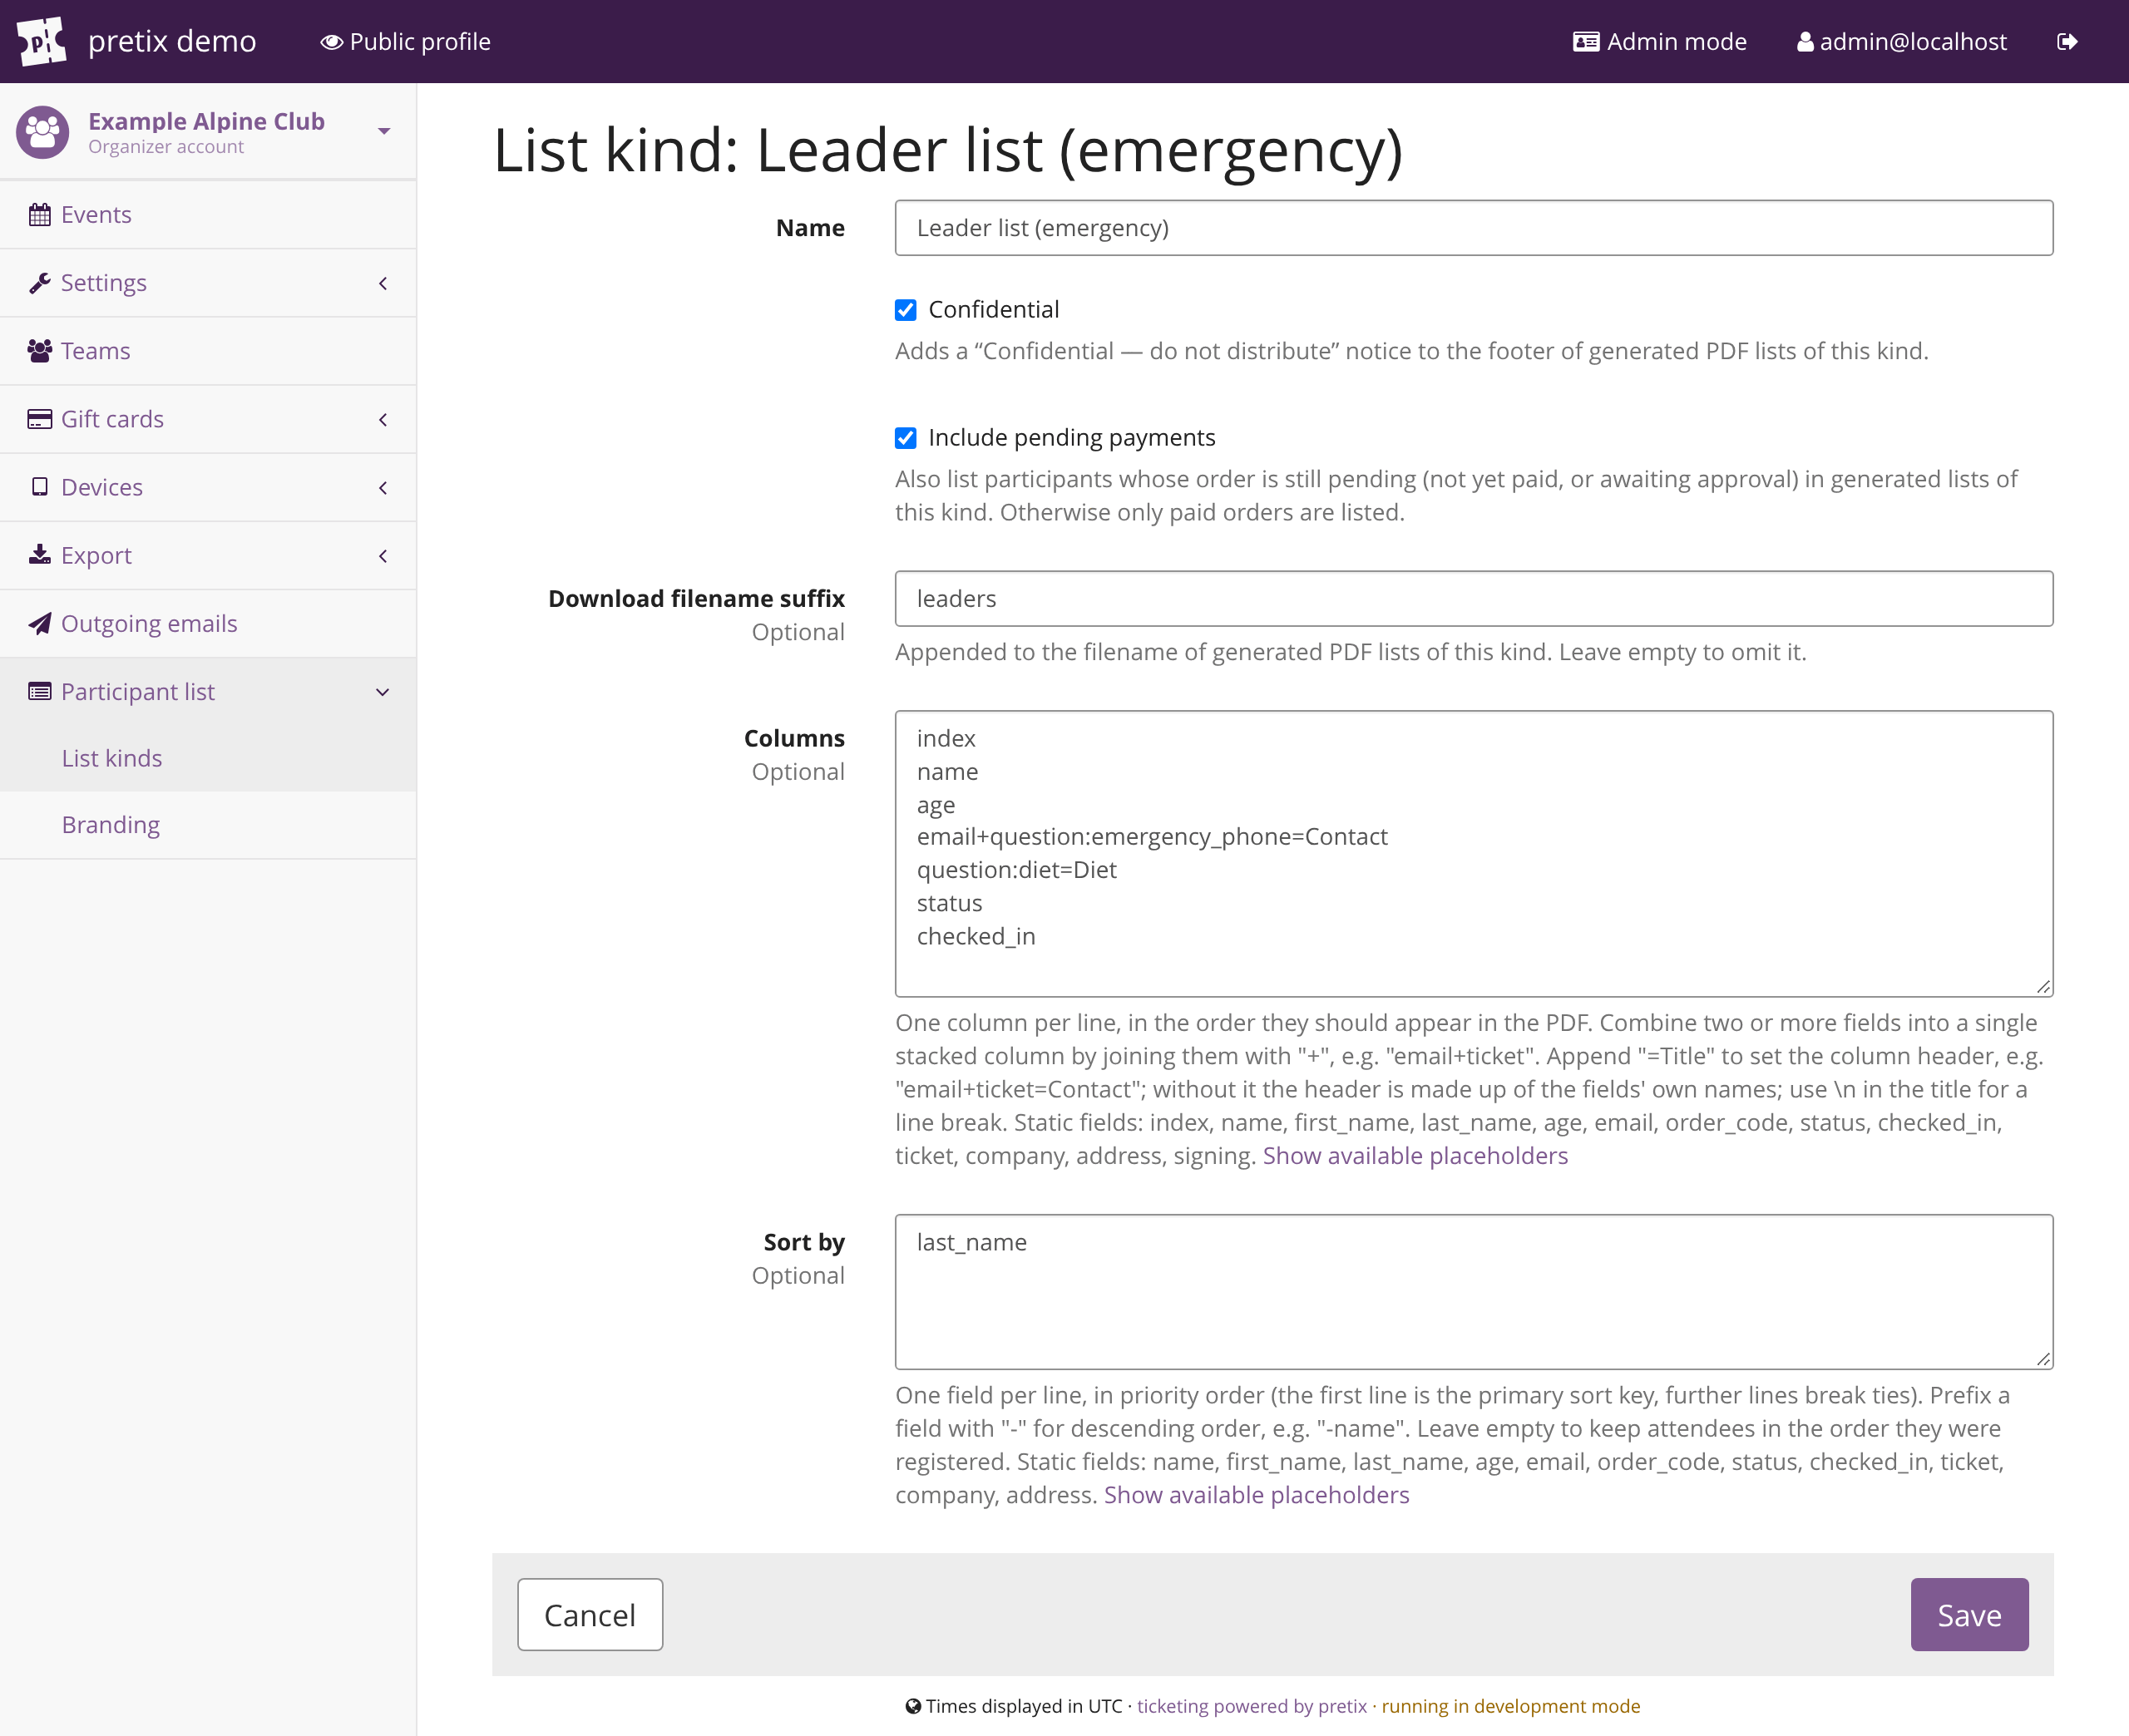 pretix demo
Public profile
Admin mode
admin@localhost
Example Alpine Club
Organizer account
Events
Settings
Teams
Gift cards
Devices
Export
Outgoing emails
Participant list
List kinds
Branding
List kind: Leader list (emergency)
Name
Leader list (emergency)
Confidential
Adds a “Confidential — do not distribute” notice to the footer of generated PDF lists of this kind.
Include pending payments
Also list participants whose order is still pending (not yet paid, or awaiting approval) in generated lists of
this kind. Otherwise only paid orders are listed.
Download filename suffix
Optional
leaders
Appended to the filename of generated PDF lists of this kind. Leave empty to omit it.
Columns
Optional
index
name
age
email+question:emergency_phone=Contact
question:diet=Diet
status
checked_in
One column per line, in the order they should appear in the PDF. Combine two or more fields into a single
stacked column by joining them with "+", e.g. "email+ticket". Append "=Title" to set the column header, e.g.
"email+ticket=Contact"; without it the header is made up of the fields' own names; use \n in the title for a
line break. Static fields: index, name, first_name, last_name, age, email, order_code, status, checked_in,
ticket, company, address, signing. Show available placeholders
Sort by
Optional
last_name
One field per line, in priority order (the first line is the primary sort key, further lines break ties). Prefix a
field with "-" for descending order, e.g. "-name". Leave empty to keep attendees in the order they were
registered. Static fields: name, first_name, last_name, age, email, order_code, status, checked_in, ticket,
company, address. Show available placeholders
Cancel
Save
Times displayed in UTC · ticketing powered by pretix · running in development mode